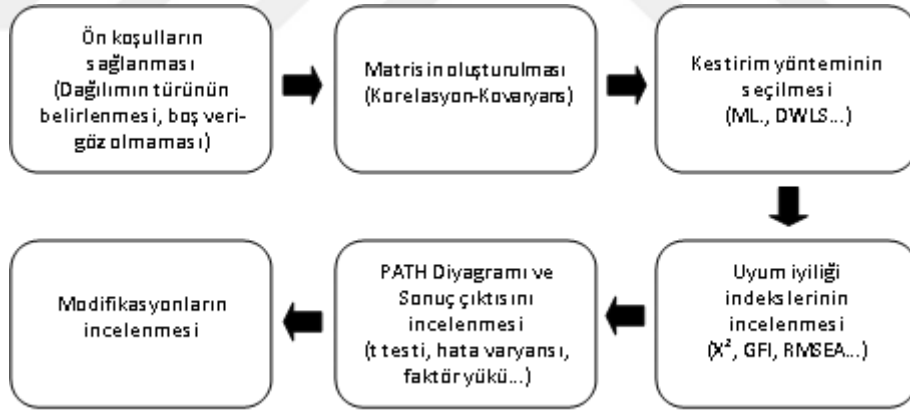 Ön koşulların
sağlanması
(Dağılımın türünün
belirlenmesi, boş veri-
göz olmaması)
Matrisin oluşturulması
(Korelasyon-Kovaryans)
Kestirim yönteminin
seçilmesi
(ML., DWLS...)
Modifikasyonların
incelenmesi
PATH Diyagramı ve
Sonuç çıktısını
incelenmesi
(t testi, hata varyansı,
faktör yükü...)
Uyum iyiliği
indekslerinin
incelenmesi
(X², GFI, RMSEA...)